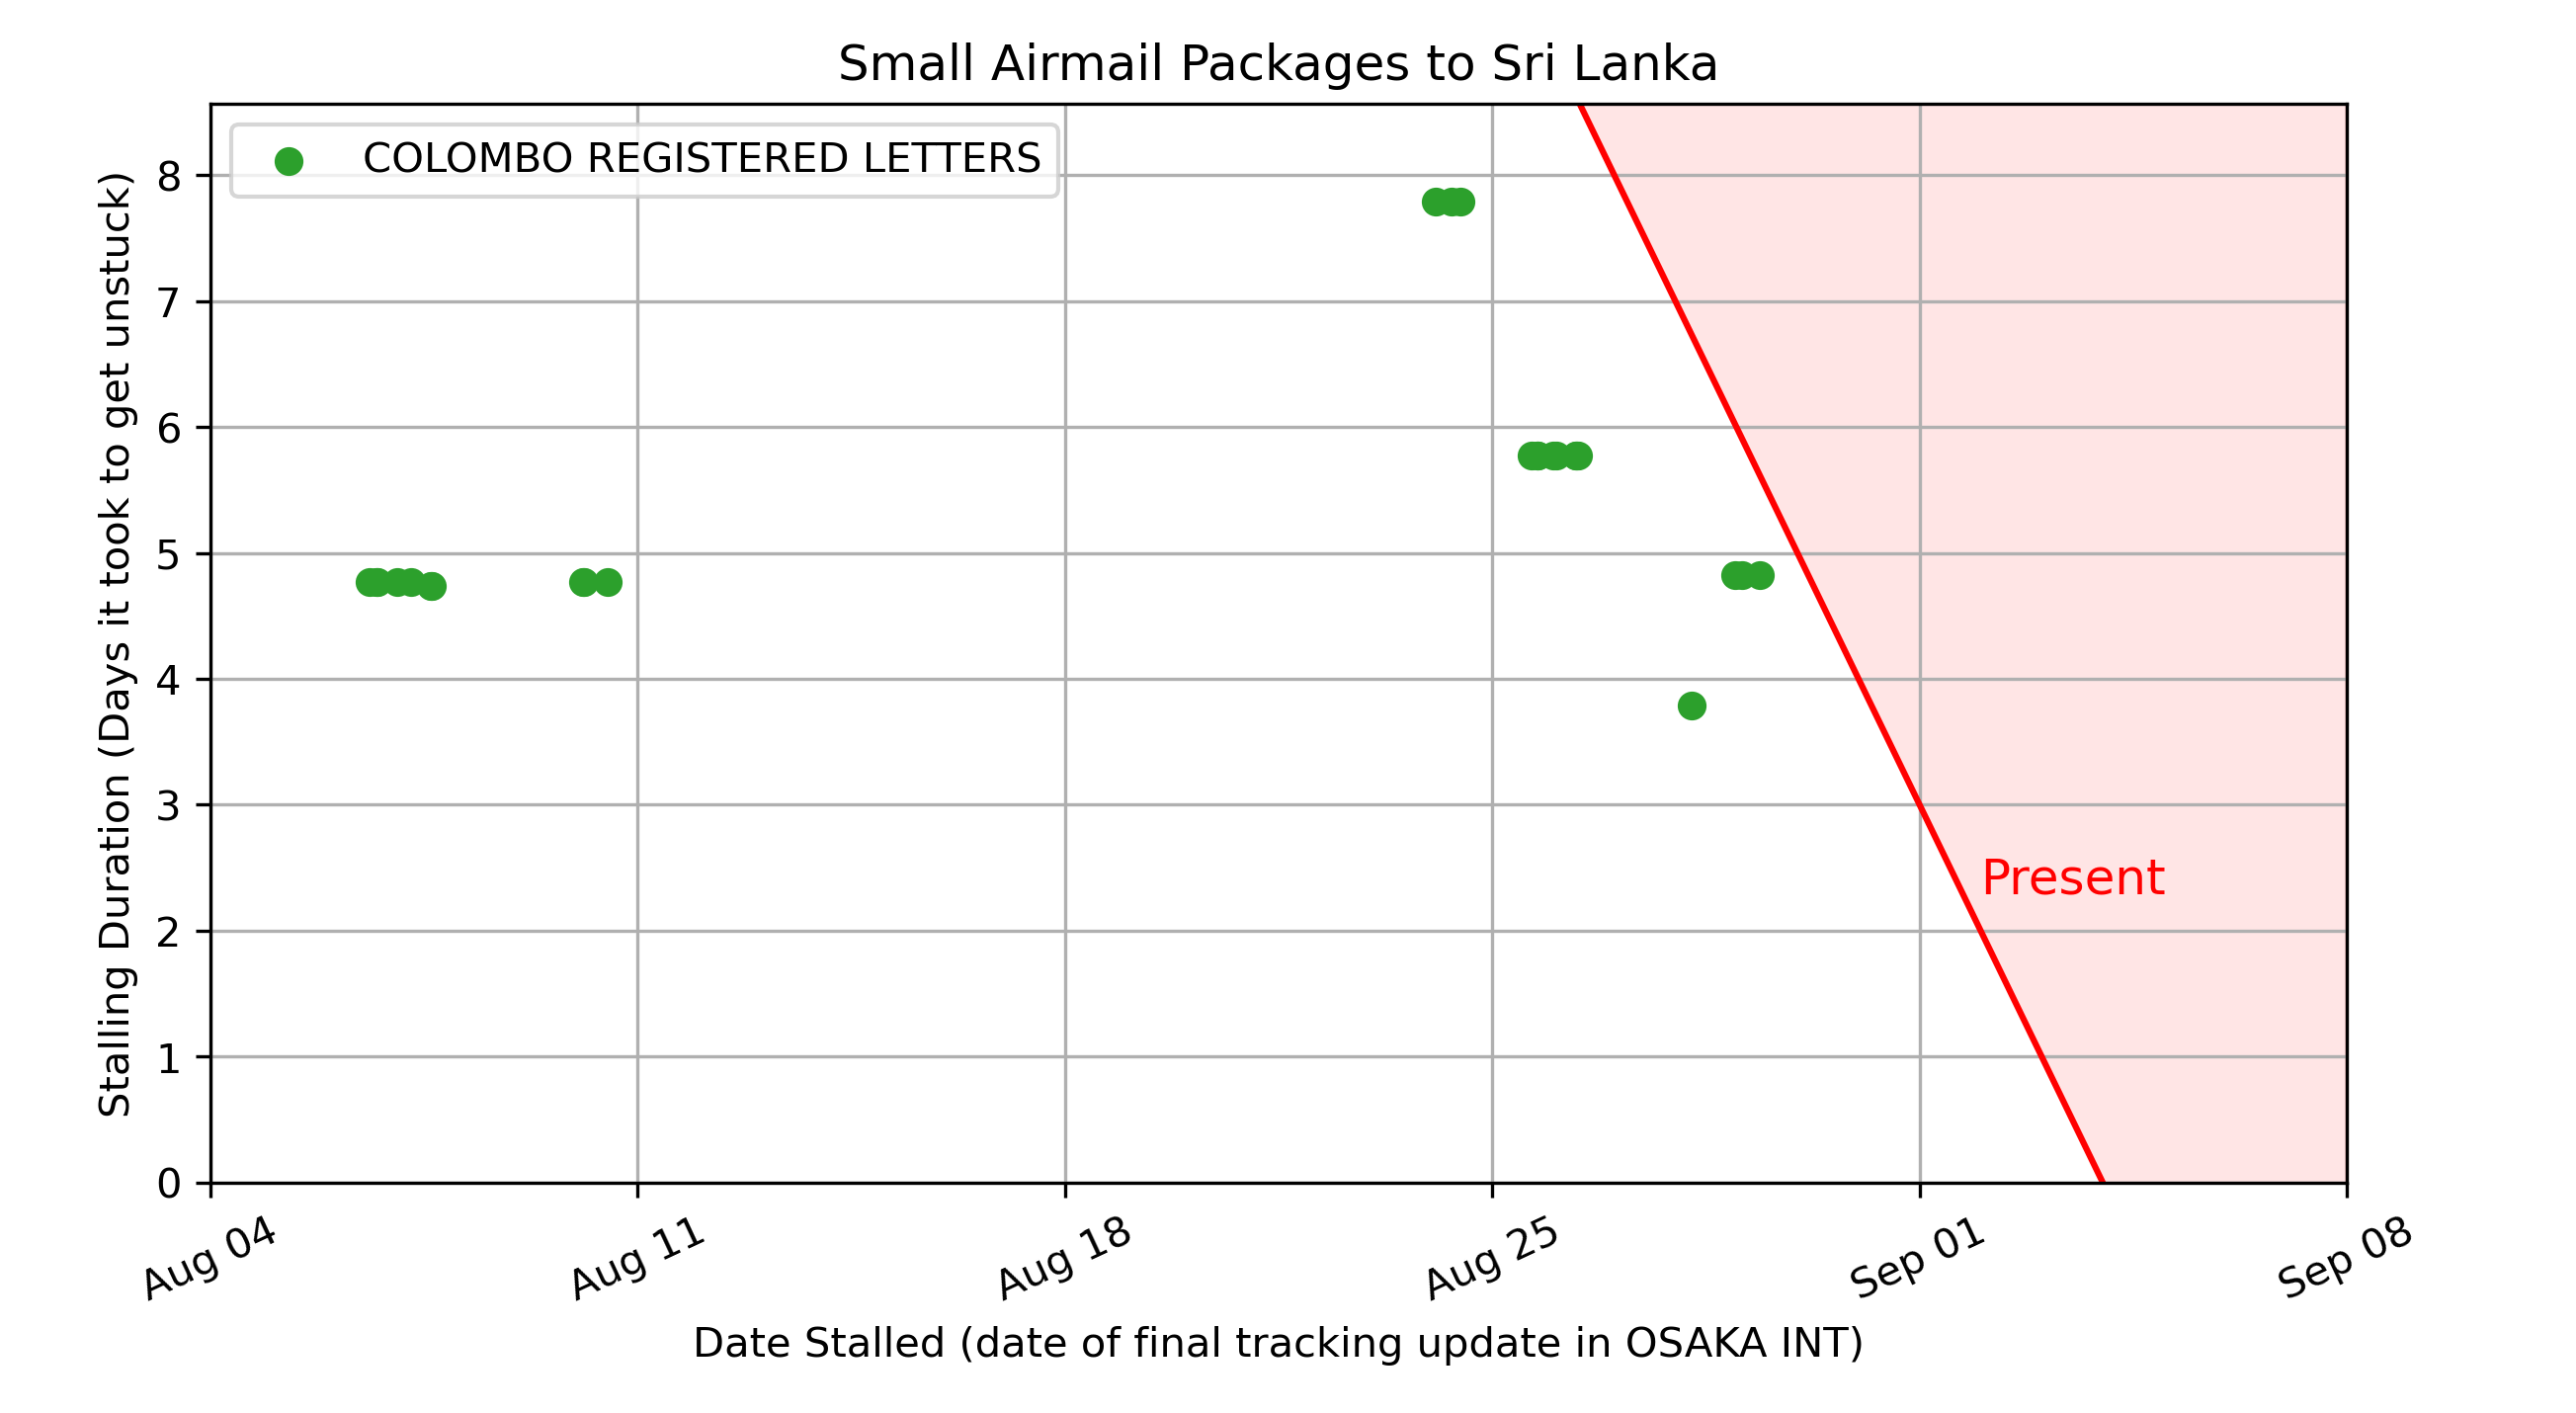 Small Airmail Packages to Sri Lanka
COLOMBO REGISTERED LETTERS
Stalling Duration (Days it took to get unstuck)
8
7
6
5
4
3
2
1
0
Present
Aug 04
Aug 11
Aug 18
Aug 25
Sep 01
Sep 08
Date Stalled (date of final tracking update in OSAKA INT)